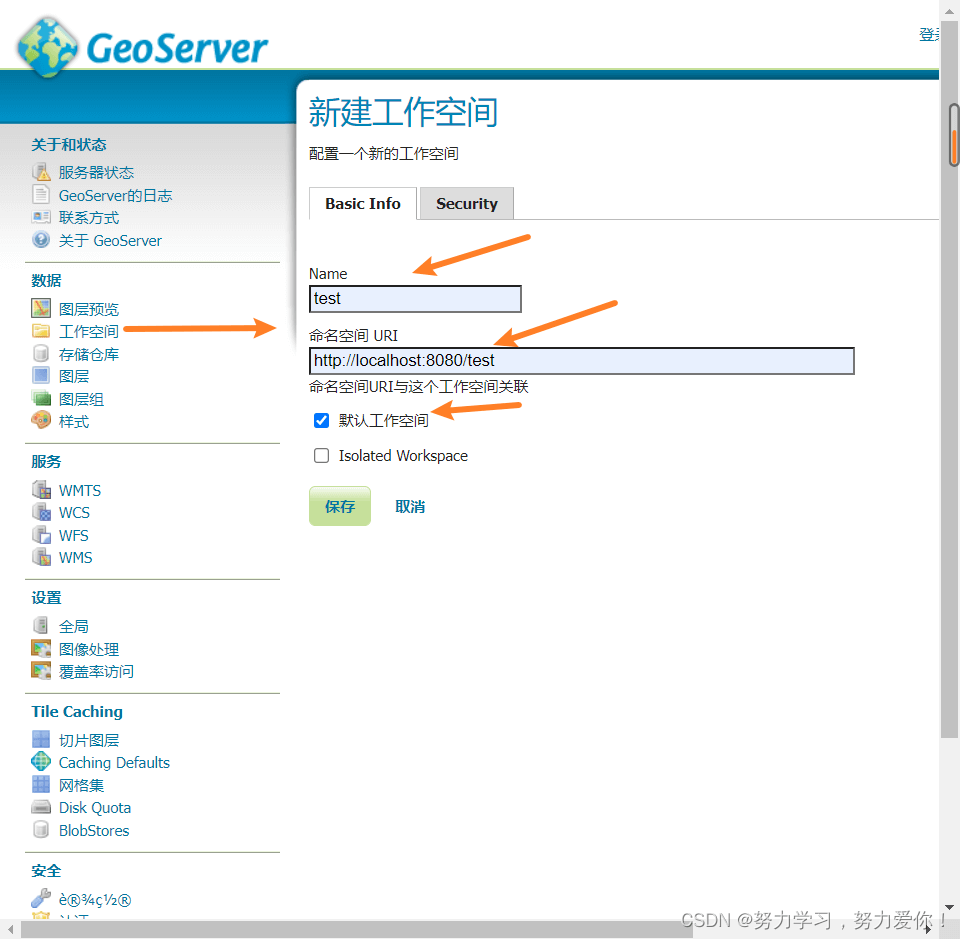 GeoServer
登录
新建工作空间
配置一个新的工作空间
Basic Info
Security
Name
test
命名空间 URI
http://localhost:8080/test
命名空间URI与这个工作空间关联
默认工作空间
Isolated Workspace
保存
取消
关于和状态
服务器状态
GeoServer的日志
联系方式
关于 GeoServer
数据
图层预览
工作空间
存储仓库
图层
图层组
样式
服务
WMTS
WCS
WFS
WMS
设置
全局
图像处理
覆盖率访问
Tile Caching
切片图层
Caching Defaults
网格集
Disk Quota
BlobStores
安全
è®¾ç½®
认证
CSDN @努力学习，努力爱你！